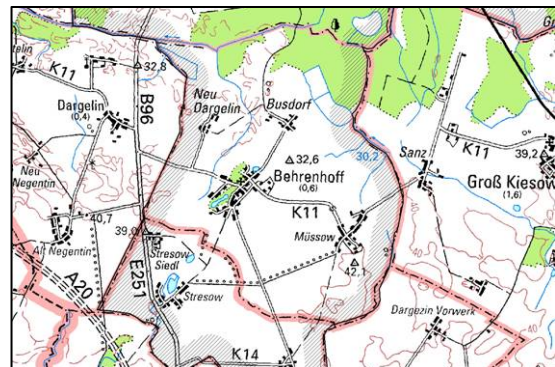 K11
32,8
Dargelin
(0,4)
B96
Neu
Dargelin
Busdorf
K11
Neu
Negentin
32,6
30,2
Sanz
39,2
Behrenhoff
(0,6)
Groß Kiesow
(1,6)
K11
40,7
39,0
Alt Negentin
Stresow
Siedl
Müssow
40
A20
E251
42,1
Stresow
Dargezin Vorwerk
40
K14